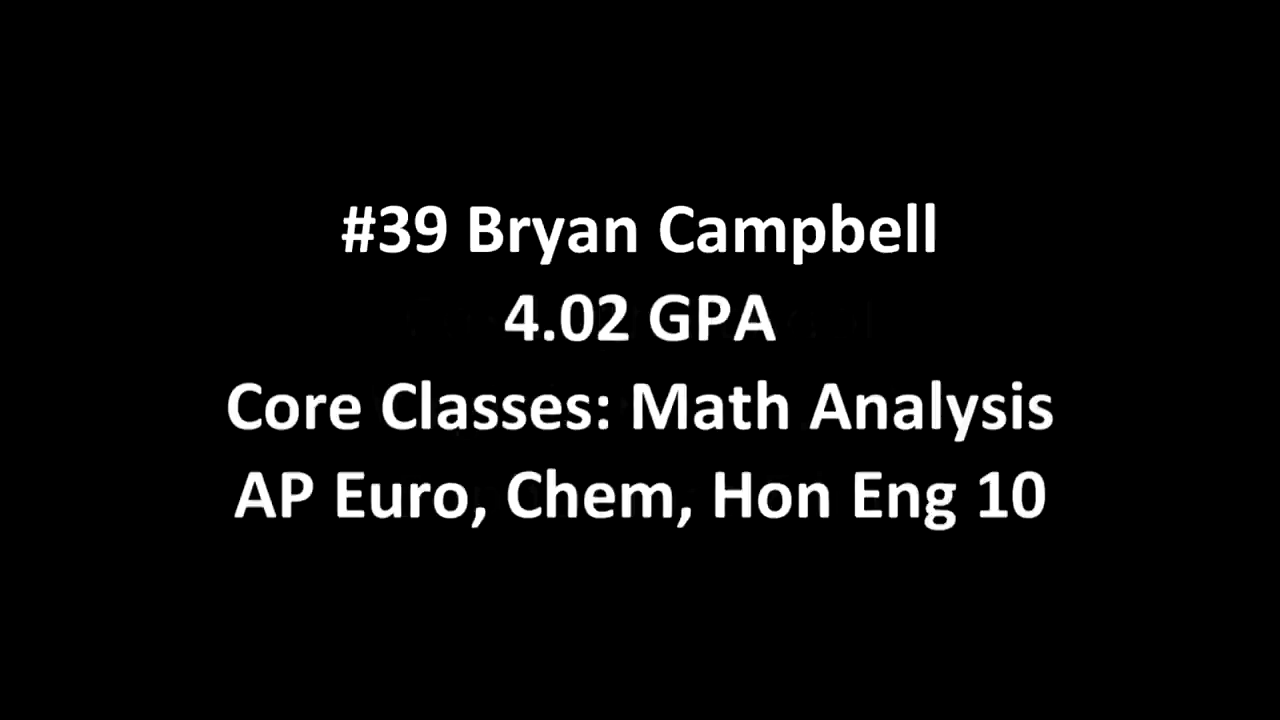 #39 Bryan Campbell
4.02 GPA
Core Classes: Math Analysis
AP Euro, Chem, Hon Eng 10